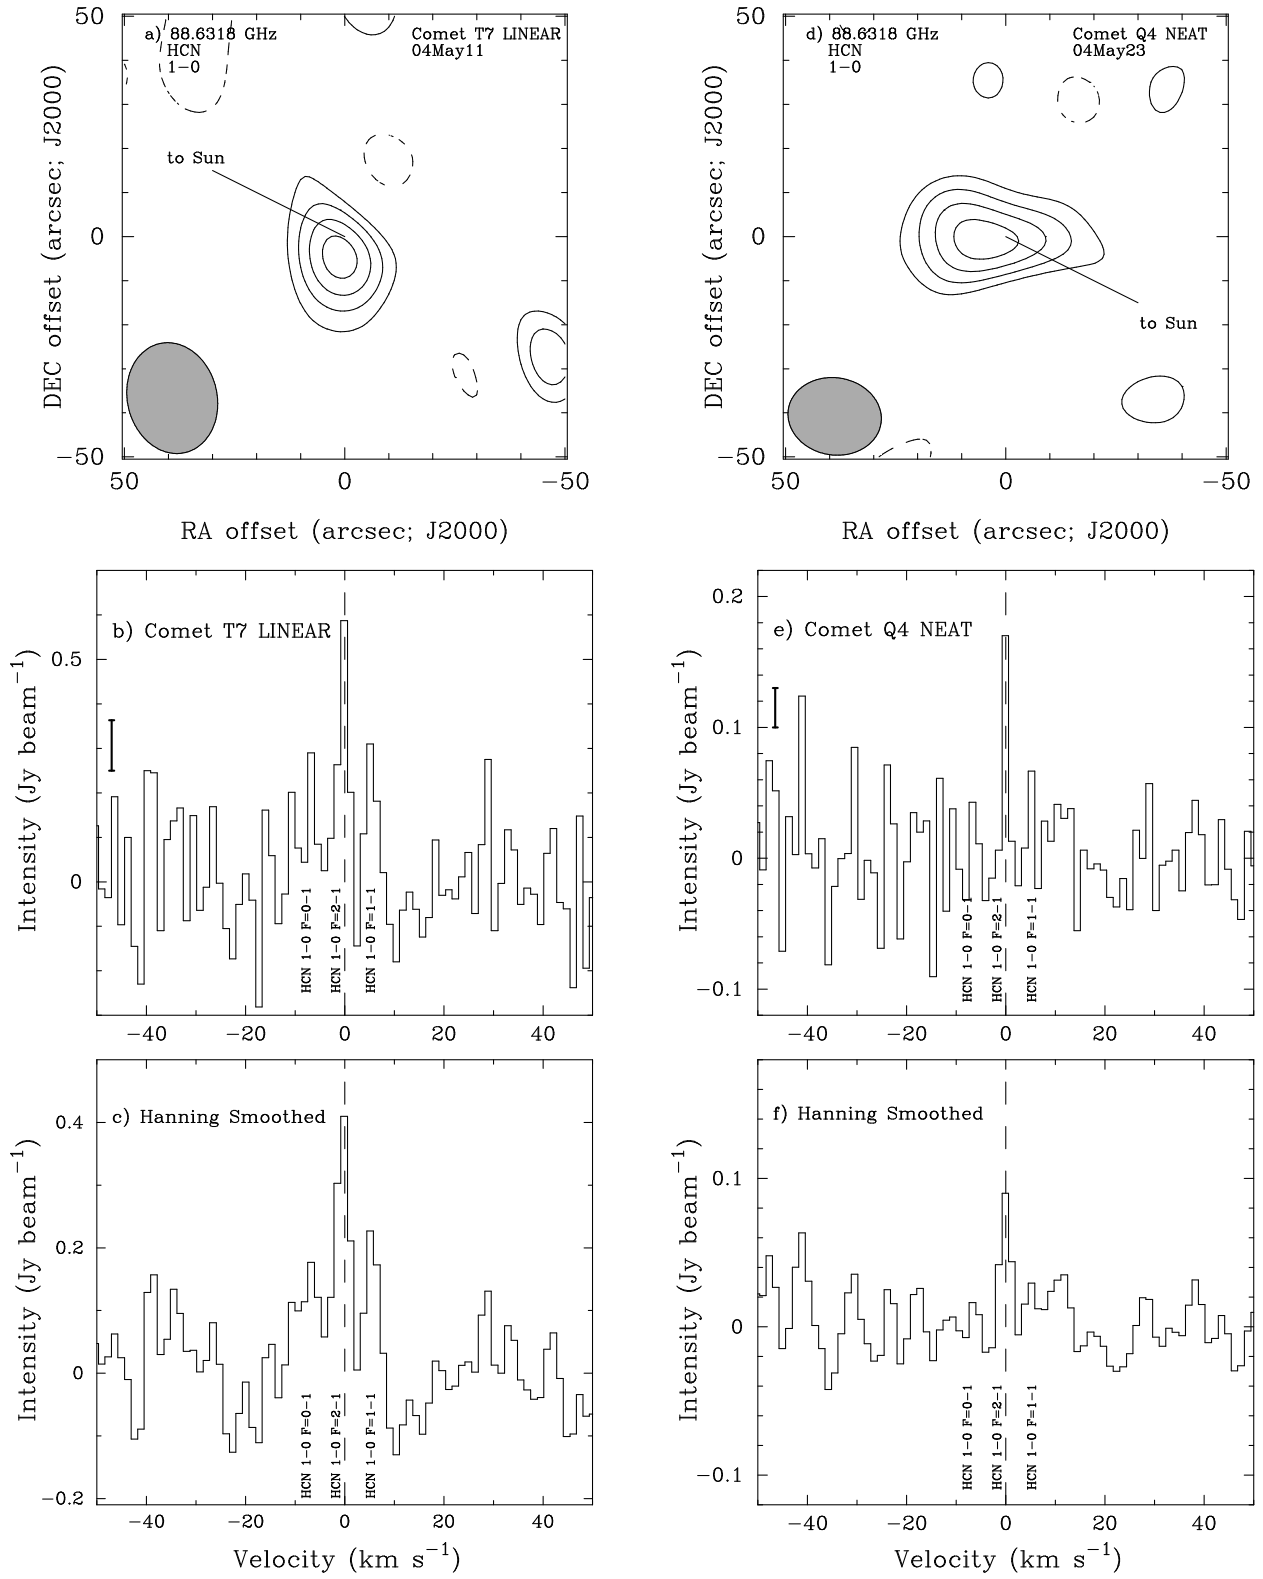 a) 88.6318 GHz
HCN
1−0
Comet T7 LINEAR
04May11
to Sun
50
0
−50
DEC offset (arcsec; J2000)
50 0 −50
RA offset (arcsec; J2000)
d) 88.6318 GHz
HCN
1−0
Comet Q4 NEAT
04May23
to Sun
50
0
−50
DEC offset (arcsec; J2000)
50 0 −50
RA offset (arcsec; J2000)
b) Comet T7 LINEAR
0.5
0
Intensity (Jy beam−1)
HCN 1−0 F=0−1
HCN 1−0 F=2−1
HCN 1−0 F=1−1
−40 −20 0 20 40
e) Comet Q4 NEAT
0.2
0.1
0
−0.1
Intensity (Jy beam−1)
HCN 1−0 F=0−1
HCN 1−0 F=2−1
HCN 1−0 F=1−1
−40 −20 0 20 40
c) Hanning Smoothed
0.4
0.2
0
−0.2
Intensity (Jy beam−1)
HCN 1−0 F=0−1
HCN 1−0 F=2−1
HCN 1−0 F=1−1
−40 −20 0 20 40
Velocity (km s−1)
f) Hanning Smoothed
0.1
0
−0.1
Intensity (Jy beam−1)
HCN 1−0 F=0−1
HCN 1−0 F=2−1
HCN 1−0 F=1−1
−40 −20 0 20 40
Velocity (km s−1)